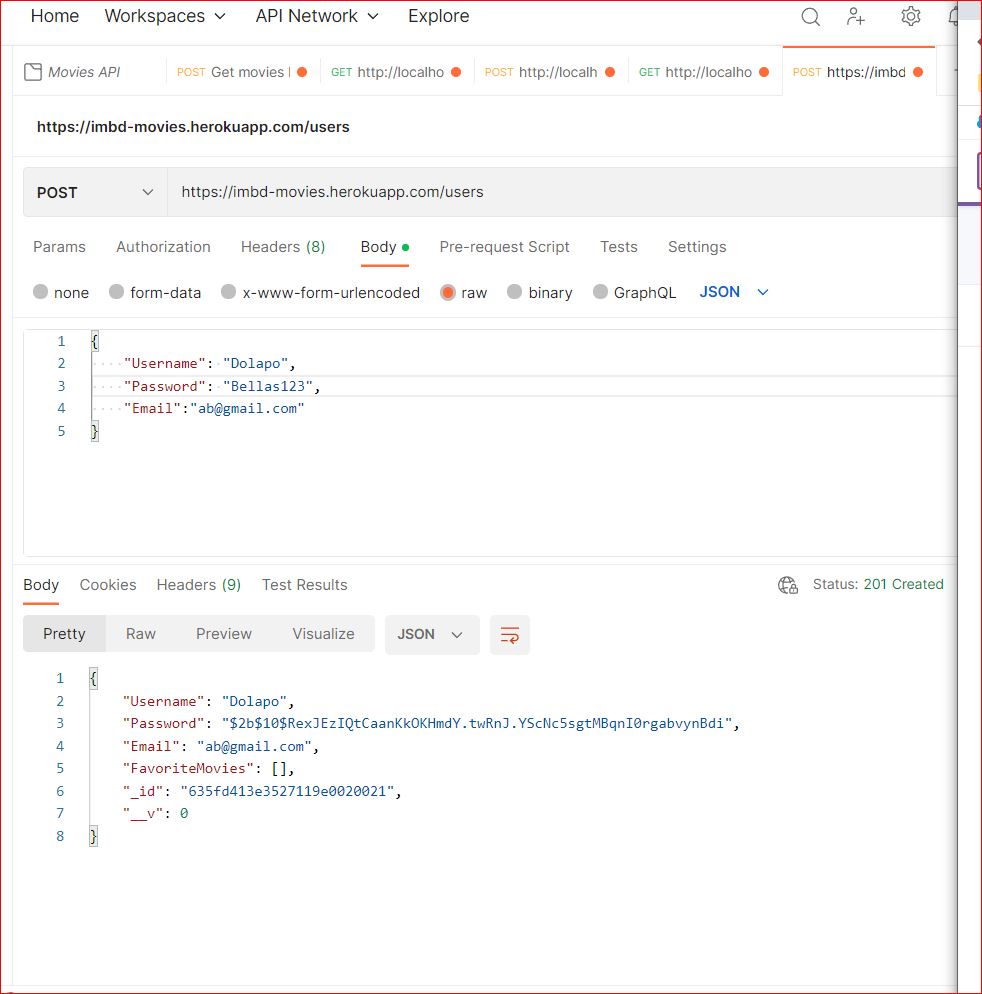 Home Workspaces API Network Explore
Movies API POST Get movies GET http://localho POST http://localh GET http://localho POST https://imbd
https://imbd-movies.herokuapp.com/users
POST https://imbd-movies.herokuapp.com/users
Params Authorization Headers (8) Body Pre-request Script Tests Settings
none form-data x-www-form-urlencoded raw binary GraphQL JSON
1 {
2 "Username": "Dolapo",
3 "Password": "Bellas123",
4 "Email":"ab@gmail.com"
5 }
Body Cookies Headers (9) Test Results Status: 201 Created
Pretty Raw Preview Visualize JSON
1 {
2 "Username": "Dolapo",
3 "Password": "$2b$10$RexJEzIQtCaanKkOKHmdY.twRnJ.YScNc5sgtMBqnI0rgabvynBdi",
4 "Email": "ab@gmail.com",
5 "FavoriteMovies": [],
6 "_id": "635fd413e3527119e0020021",
7 "__v": 0
8 }